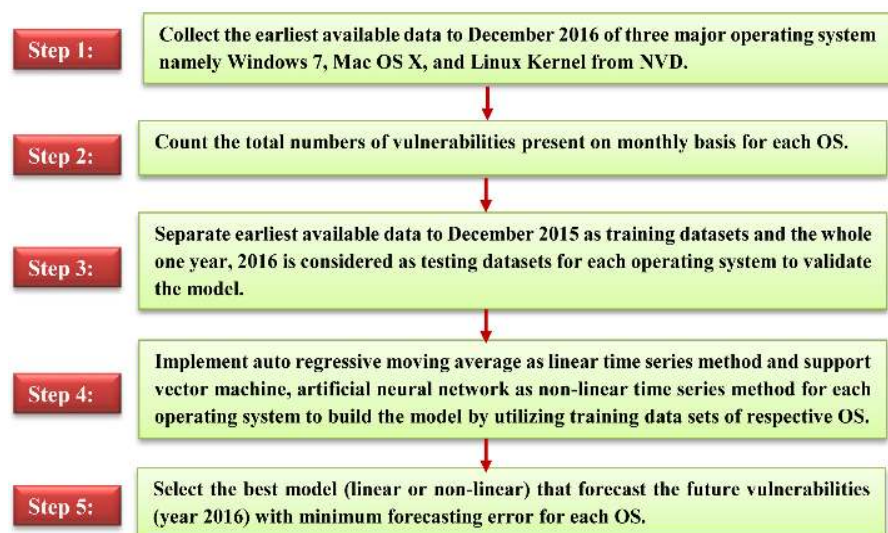 Step 1:
Collect the earliest available data to December 2016 of three major operating system
namely Windows 7, Mac OS X, and Linux Kernel from NVD.
Step 2:
Count the total numbers of vulnerabilities present on monthly basis for each OS.
Step 3:
Separate earliest available data to December 2015 as training datasets and the whole
one year, 2016 is considered as testing datasets for each operating system to validate
the model.
Step 4:
Implement auto regressive moving average as linear time series method and support
vector machine, artificial neural network as non-linear time series method for each
operating system to build the model by utilizing training data sets of respective OS.
Step 5:
Select the best model (linear or non-linear) that forecast the future vulnerabilities
(year 2016) with minimum forecasting error for each OS.